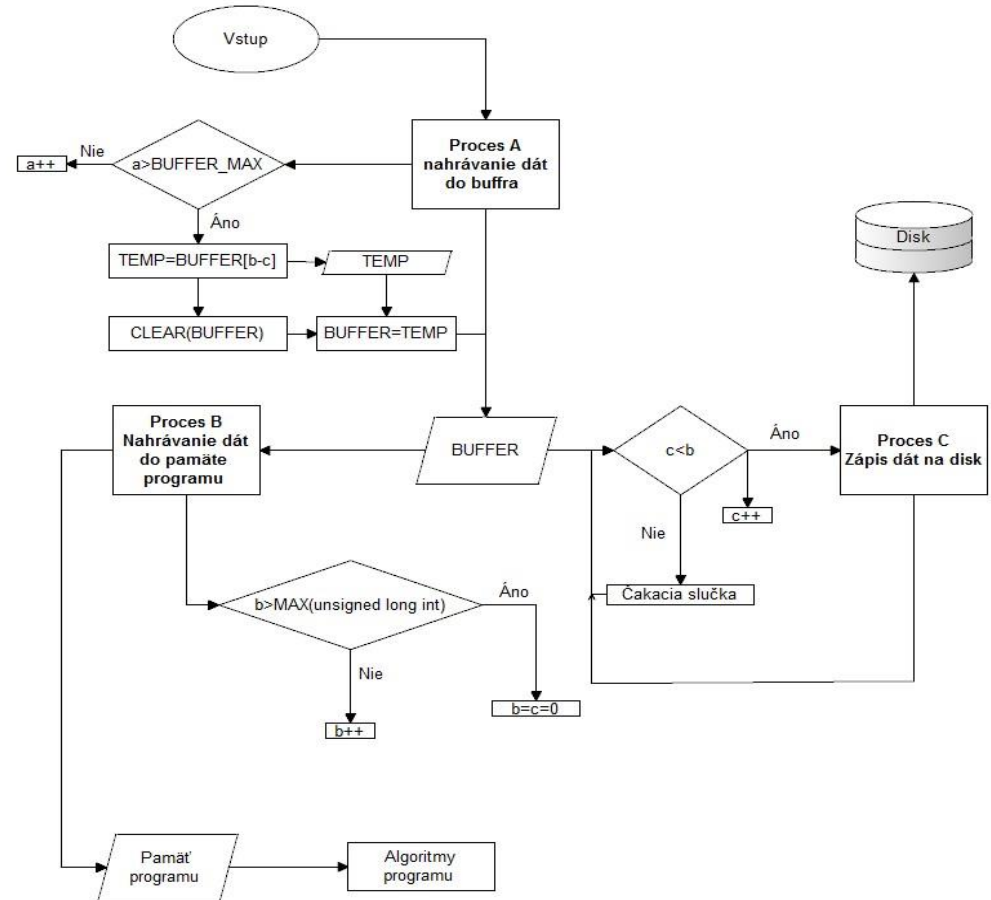 Vstup
Proces A
nahrávanie dát
do buffra
a>BUFFER_MAX
Nie
a++
Áno
TEMP=BUFFER[b-c]
TEMP
CLEAR(BUFFER)
BUFFER=TEMP
Disk
Proces B
Nahrávanie dát
do pamäte
programu
BUFFER
c<b
Áno
Proces C
Zápis dát na disk
c++
Nie
Čakacia slučka
b>MAX(unsigned long int)
Áno
Nie
b=c=0
b++
Pamäť
programu
Algoritmy
programu